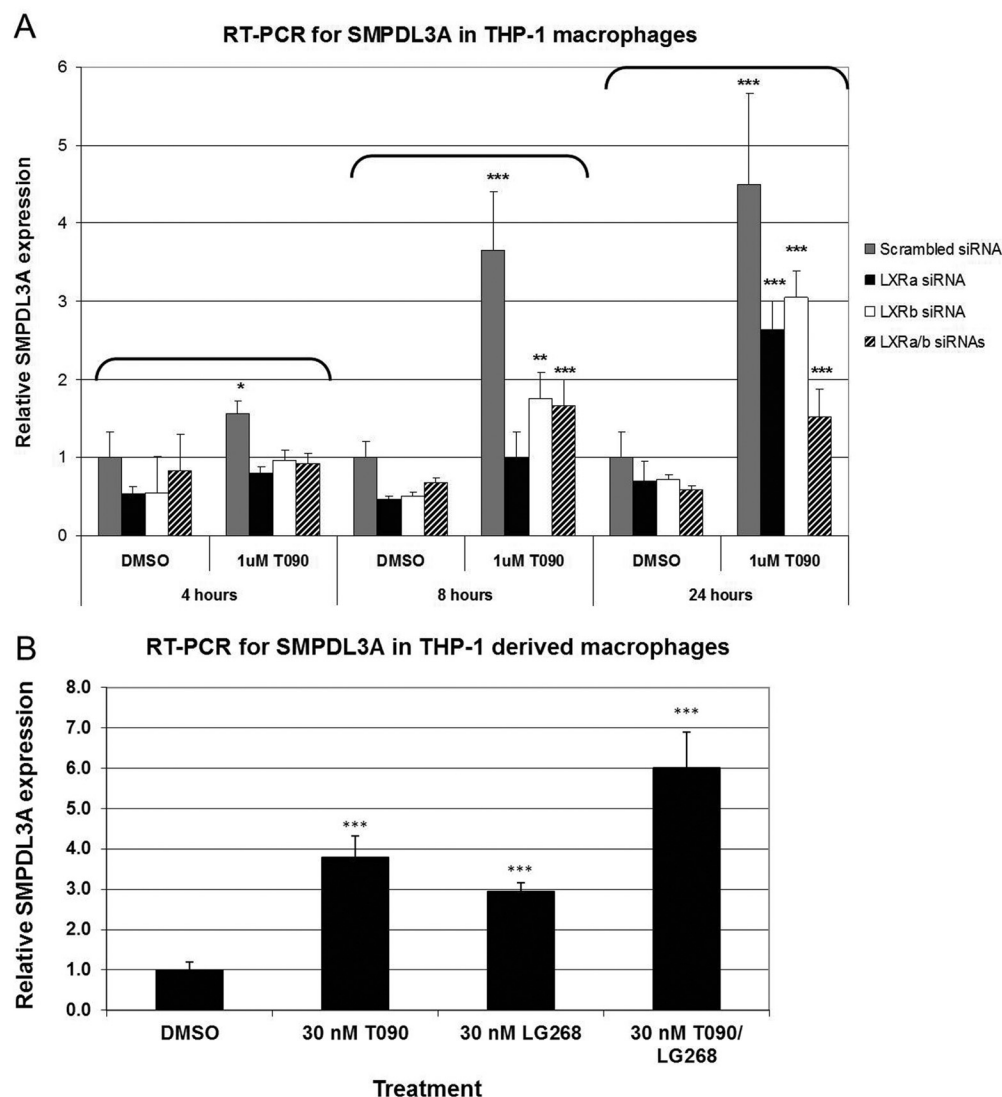 A
RT-PCR for SMPDL3A in THP-1 macrophages
Relative SMPDL3A expression
6
5
4
3
2
1
0
*
***
**
***
***
***
***
***
DMSO
1uM T090
DMSO
1uM T090
DMSO
1uM T090
4 hours
8 hours
24 hours
Scrambled siRNA
LXRa siRNA
LXRb siRNA
LXRa/b siRNAs
B
RT-PCR for SMPDL3A in THP-1 derived macrophages
Relative SMPDL3A expression
8.0
7.0
6.0
5.0
4.0
3.0
2.0
1.0
0.0
***
***
***
DMSO
30 nM T090
30 nM LG268
30 nM T090/
LG268
Treatment